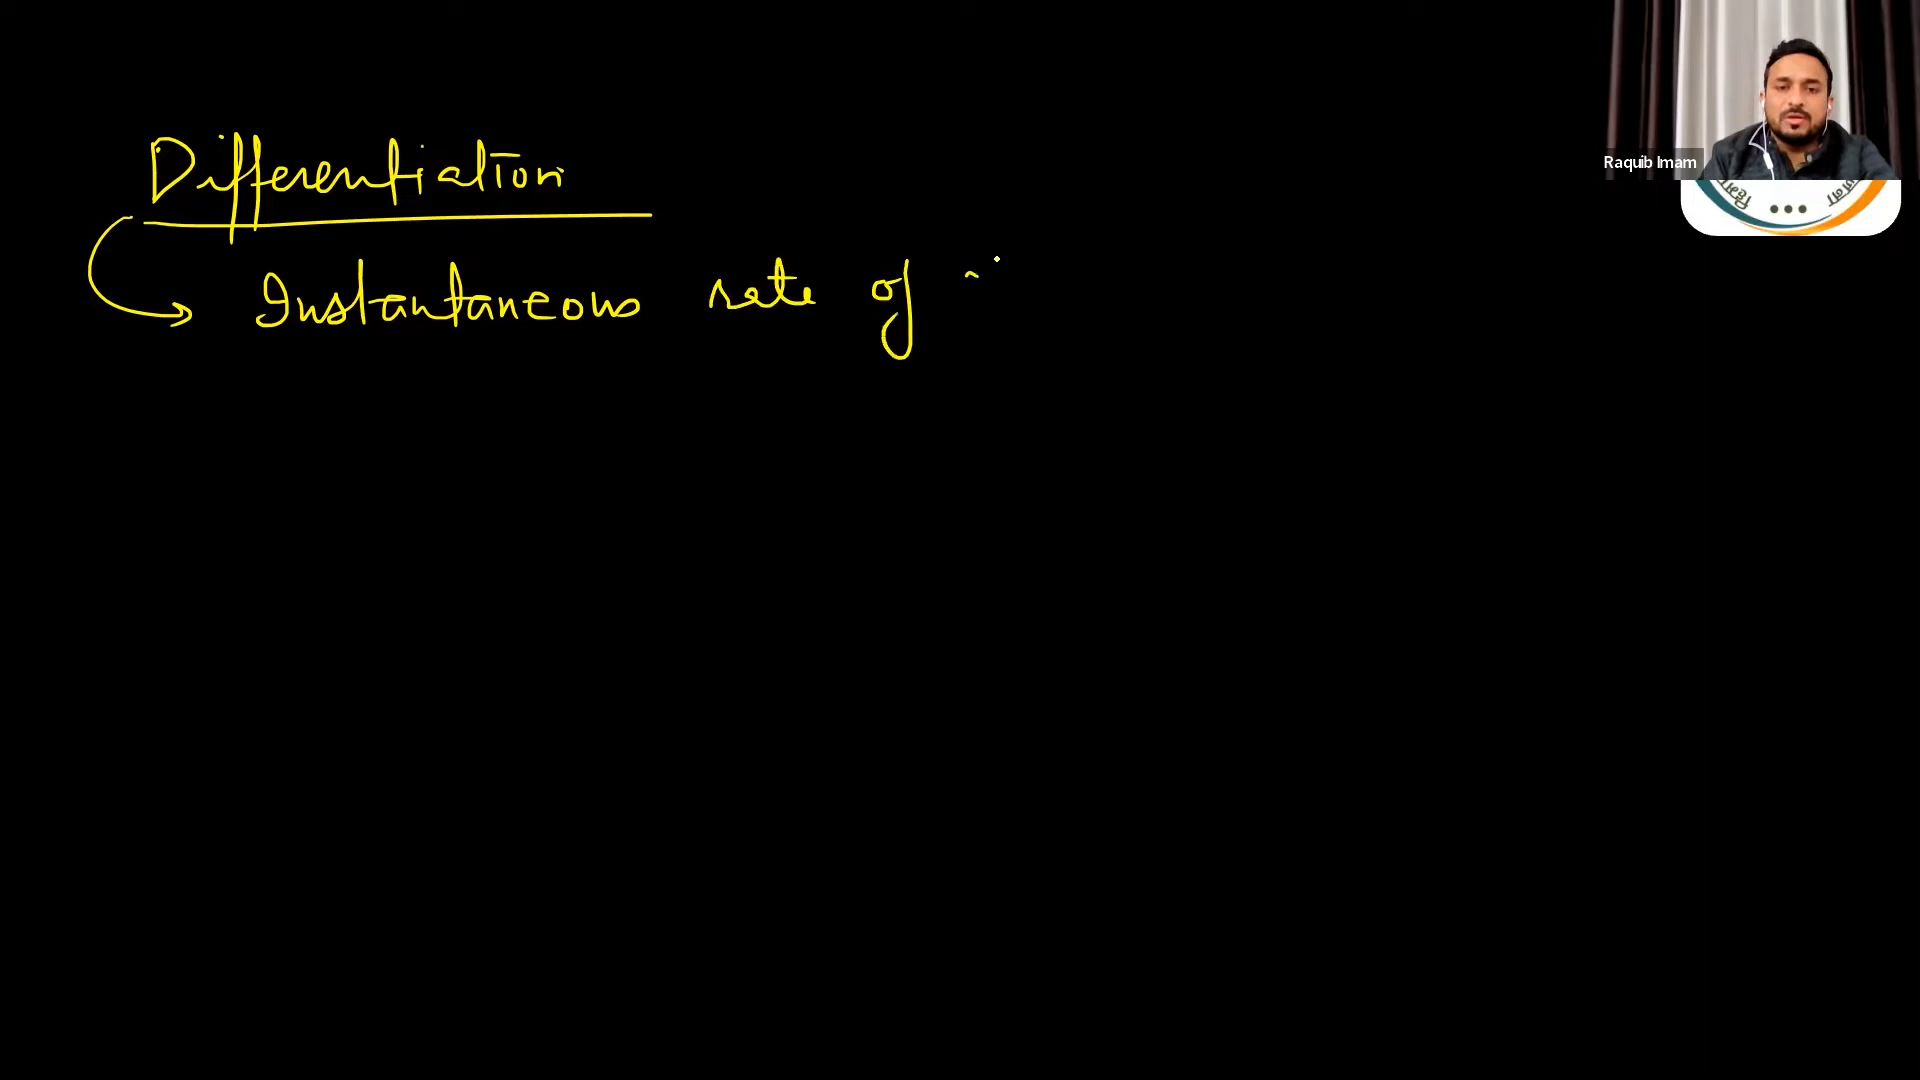 Raquib Imam
Differentiation
Instantaneous rate of